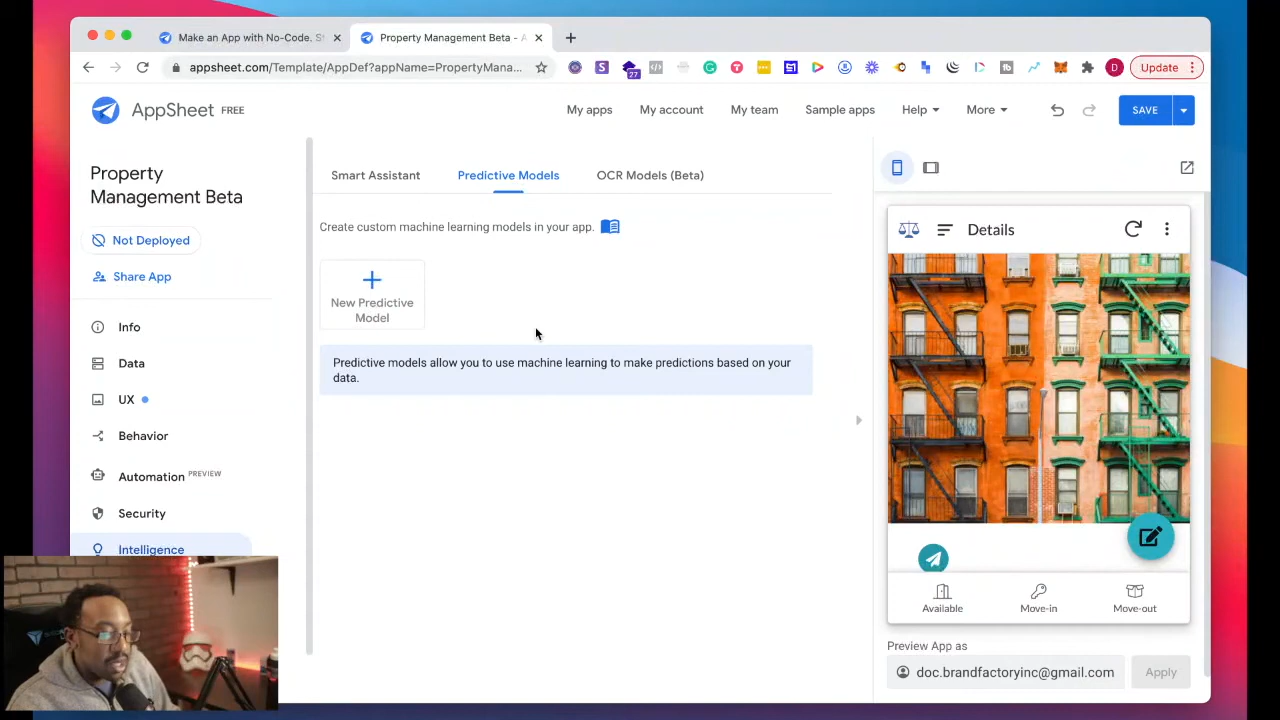 Make an App with No-Code. St
Property Management Beta - A
appsheet.com/Template/AppDef?appName=PropertyMana...
27
D
Update
AppSheet FREE
My apps
My account
My team
Sample apps
Help
More
SAVE
Property
Management Beta
Not Deployed
Share App
Info
Data
UX
Behavior
Automation PREVIEW
Security
Intelligence
Smart Assistant
Predictive Models
OCR Models (Beta)
Create custom machine learning models in your app.
New Predictive
Model
Predictive models allow you to use machine learning to make predictions based on your
data.
Details
Available
Move-in
Move-out
Preview App as
doc.brandfactoryinc@gmail.com
Apply